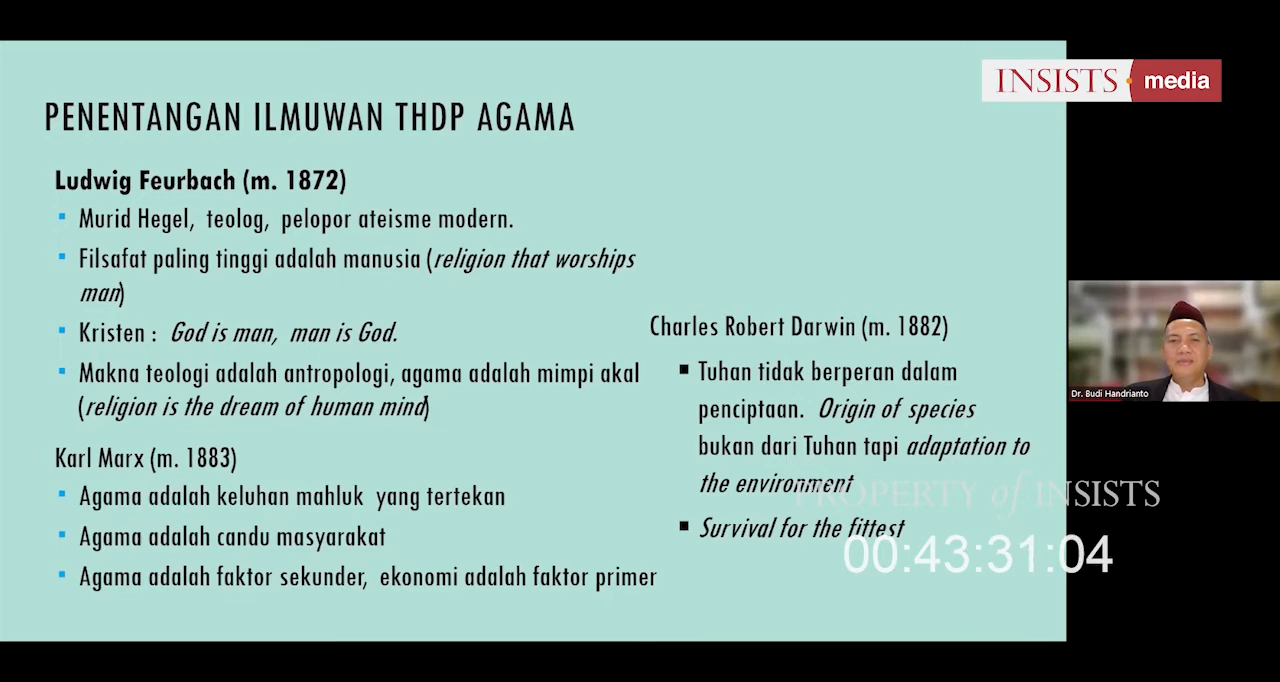 INSISTS media
PENENTANGAN ILMUWAN THDP AGAMA
Ludwig Feurbach (m. 1872)
Murid Hegel, teolog, pelopor ateisme modern.
Filsafat paling tinggi adalah manusia (religion that worships
man)
Kristen : God is man, man is God.
Makna teologi adalah antropologi, agama adalah mimpi akal
(religion is the dream of human mind)
Karl Marx (m. 1883)
Agama adalah keluhan mahluk yang tertekan
Agama adalah candu masyarakat
Agama adalah faktor sekunder, ekonomi adalah faktor primer
Charles Robert Darwin (m. 1882)
Tuhan tidak berperan dalam
penciptaan. Origin of species
bukan dari Tuhan tapi adaptation to
the environment
Survival for the fittest
Dr. Budi Handrianto
PROPERTY of INSISTS
00:43:31:04